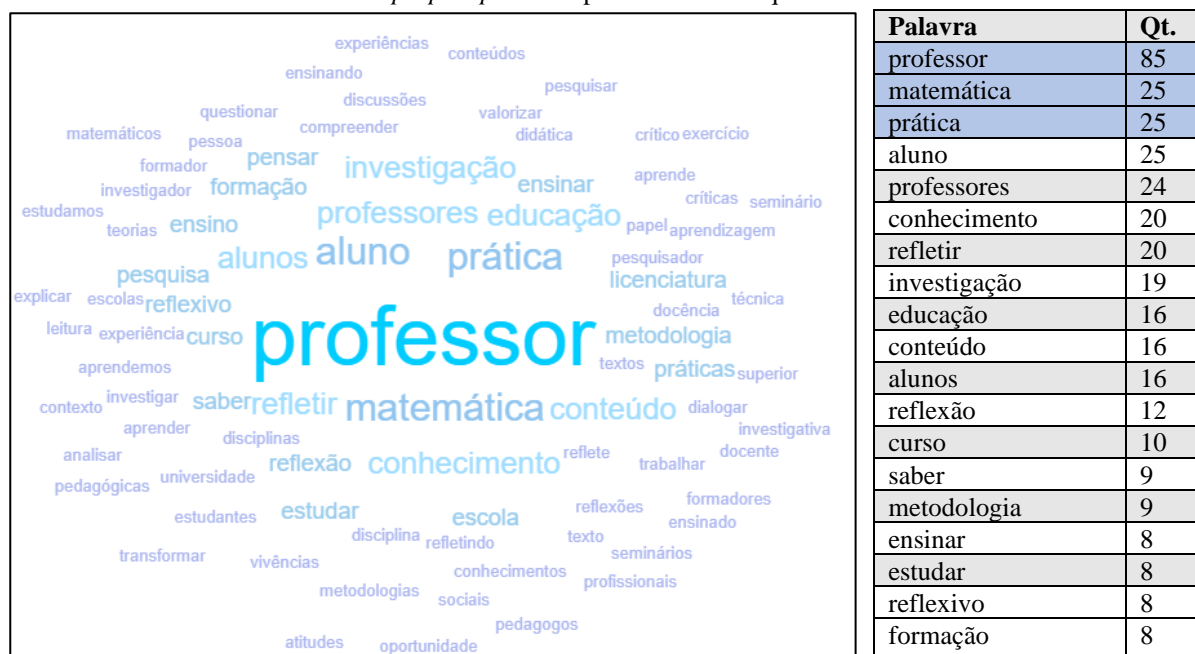 experiências
conteúdos
ensinando
pesquisar
discussões
questionar
valorizar
compreender
matemáticos
didática
crítico exercício
pessoa
pensar
formador
investigação
ensinar
aprende
investigador
formação
críticas
seminário
estudamos
professores
educação
papel
aprendizagem
teorias
ensino
alunos
aluno
prática
pesquisador
pesquisa
licenciatura
explicar
escolas
reflexivo
técnica
docência
leitura
experiência
curso
professor
metodologia
aprendemos
textos
práticas
superior
contexto
investigar
saber
refletir
matemática
conteúdo
dialogar
aprender
disciplinas
investigativa
analisar
universidade
reflexão
conhecimento
reflete
trabalhar
docente
pedagógicas
estudantes
estudar
escola
reflexões
formadores
ensinado
disciplina
refletindo
texto
seminários
transformar
vivências
conhecimentos
profissionais
metodologias
sociais
pedagogos
atitudes
oportunidade
Palavra Qt.
professor 85
matemática 25
prática 25
aluno 25
professores 24
conhecimento 20
refletir 20
investigação 19
educação 16
conteúdo 16
alunos 16
reflexão 12
curso 10
saber 9
metodologia 9
ensinar 8
estudar 8
reflexivo 8
formação 8